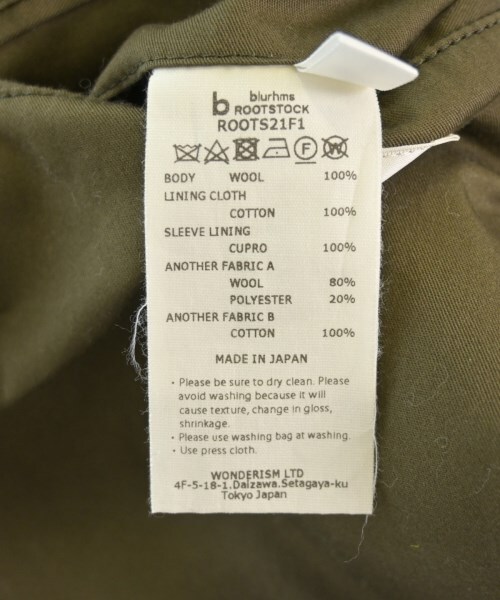 b blurhms
ROOTSTOCK
ROOTS21F1
F W
BODY WOOL 100%
LINING CLOTH
COTTON 100%
SLEEVE LINING
CUPRO 100%
ANOTHER FABRIC A
WOOL 80%
POLYESTER 20%
ANOTHER FABRIC B
COTTON 100%
MADE IN JAPAN
・Please be sure to dry clean. Please
avoid washing because it will
cause texture, change in gloss,
shrinkage.
・Please use washing bag at washing.
・Use press cloth.
WONDERISM LTD
4F-5-18-1.Daizawa.Setagaya-ku
Tokyo Japan